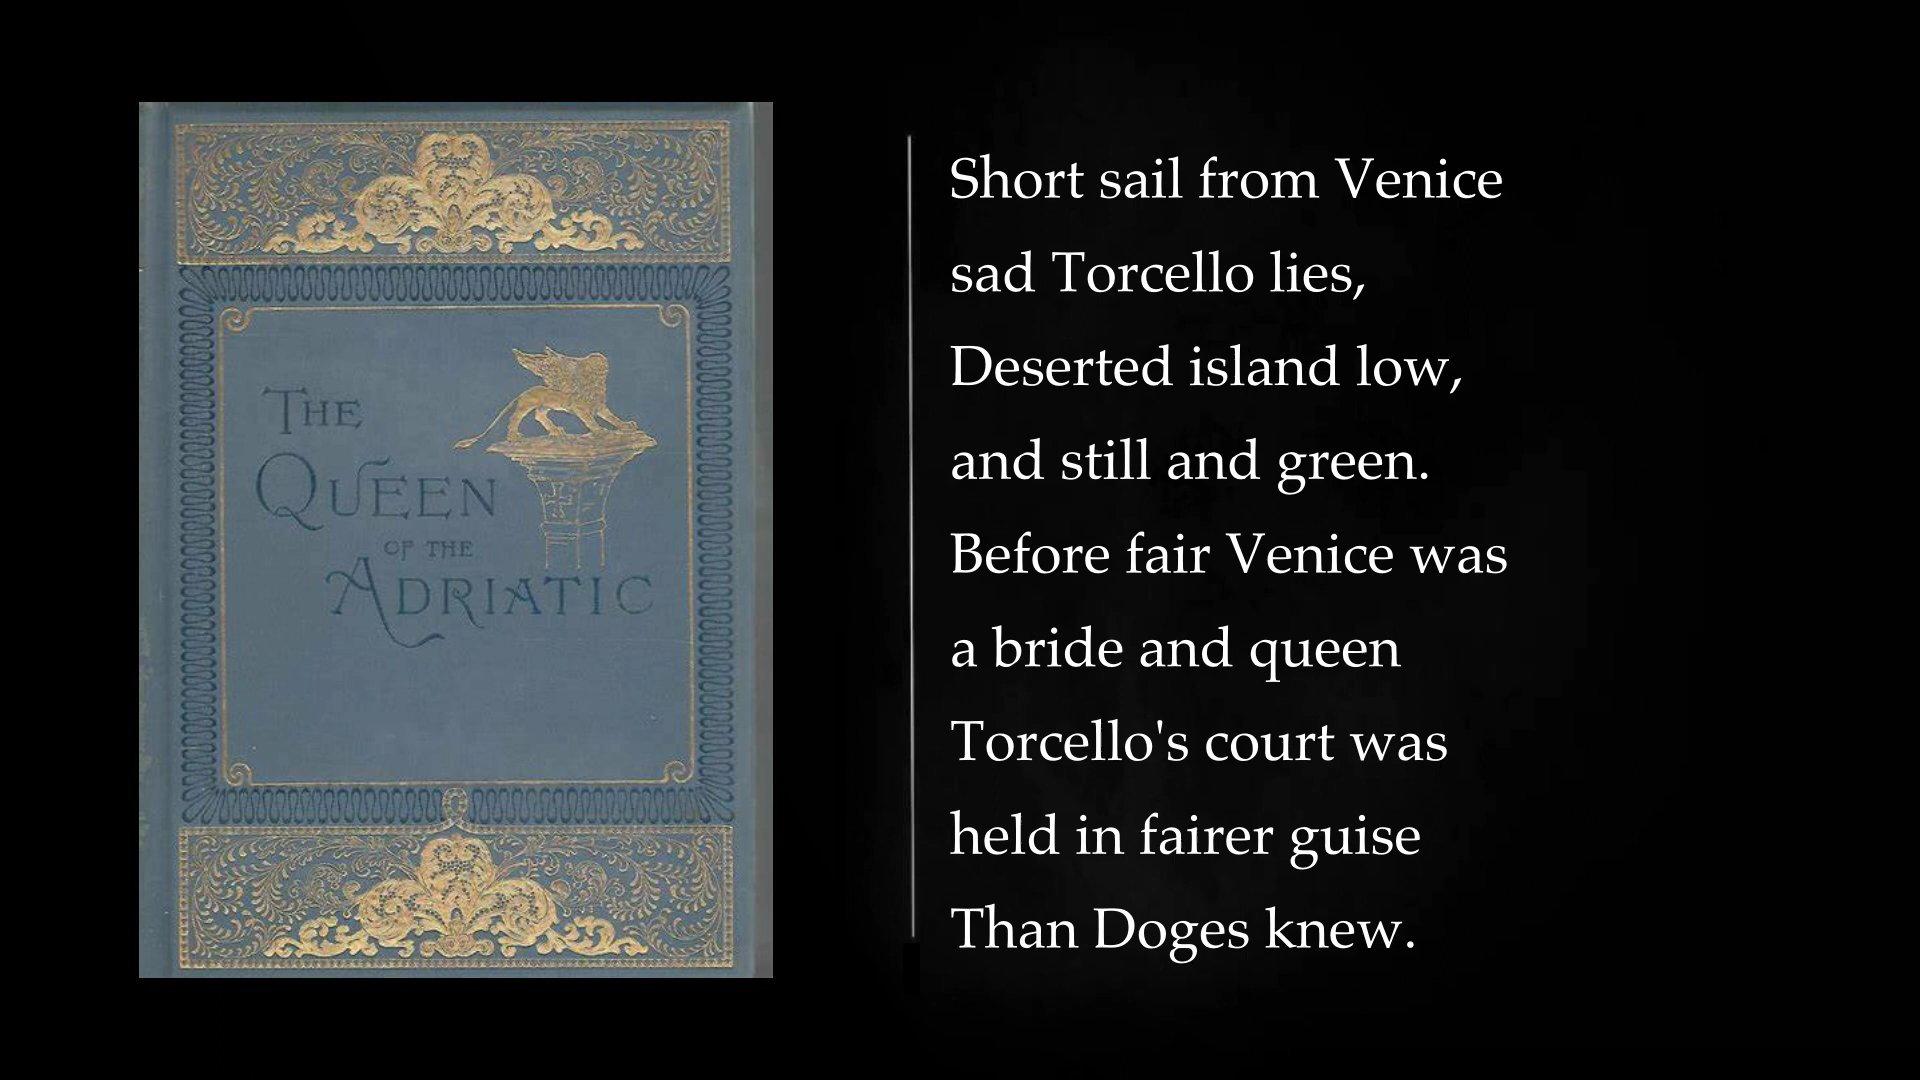 THE
QUEEN
OF THE
ADRIATIC
Short sail from Venice
sad Torcello lies,
Deserted island low,
and still and green.
Before fair Venice was
a bride and queen
Torcello's court was
held in fairer guise
Than Doges knew.